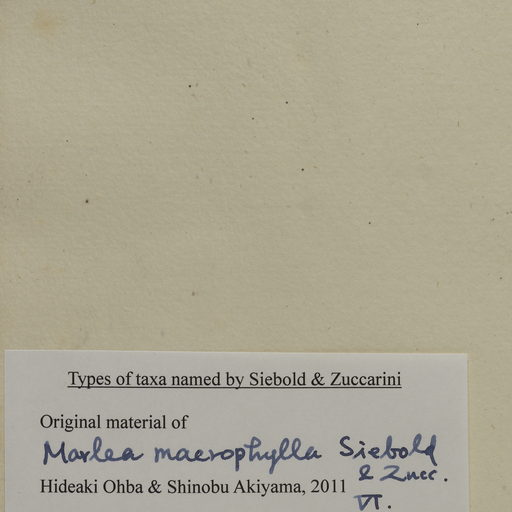 Types of taxa named by Siebold & Zuccarini
Original material of
Marlea macrophylla Siebold
& Zucc.
Hideaki Ohba & Shinobu Akiyama, 2011
VI.